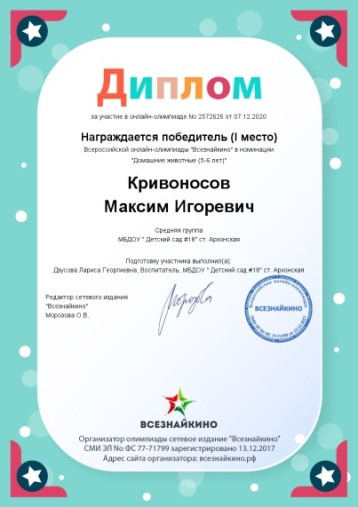 Диплом
за участие в онлайн-олимпиаде No 2572626 от 07.12.2020
Награждается победитель (I место)
Всероссийской онлайн-олимпиады "Всезнайкино" в номинации
"Домашние животные (5-6 лет)"
Кривоносов
Максим Игоревич
Средняя группа
МБДОУ " Детский сад #18" ст. Архонская
Подготовку участника выполнил(а):
Дзусова Лариса Георгиевна, Воспитатель, МБДОУ " Детский сад #18" ст. Архонская
Редактор сетевого издания
"Всезнайкино"
Морозова О.В.
ВСЕЗНАЙКИНО
ВСЕЗНАЙКИНО
Организатор олимпиады сетевое издание "Всезнайкино"
СМИ ЭЛ No ФС 77-71799 зарегистрировано 13.12.2017
Адрес сайта организатора: всезнайкино.рф